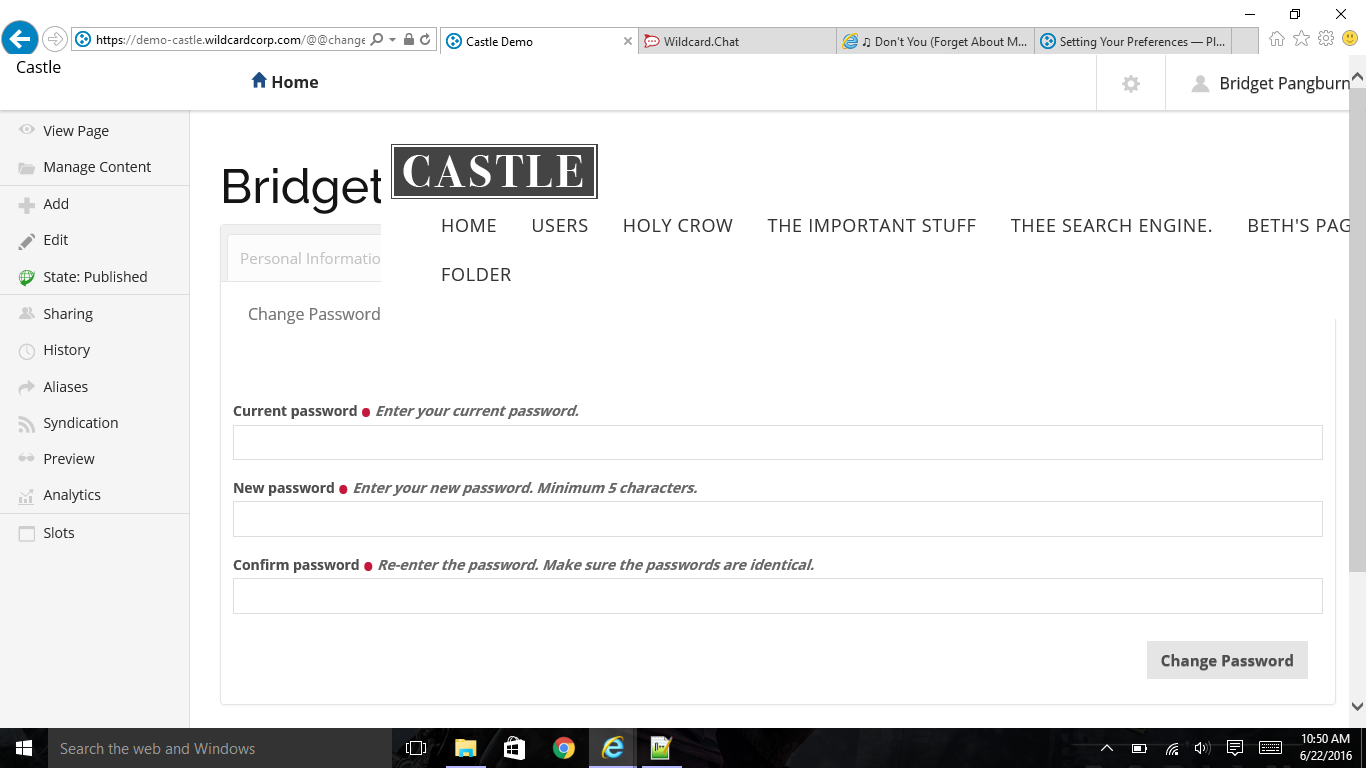 https://demo-castle.wildcardcorp.com/@@change
Castle Demo
Wildcard.Chat
♫ Don't You (Forget About M...
Setting Your Preferences — Pl...
Castle
Home
Bridget Pangburn
View Page
Manage Content
Add
Edit
State: Published
Sharing
History
Aliases
Syndication
Preview
Analytics
Slots
Bridget
CASTLE
HOME USERS HOLY CROW THE IMPORTANT STUFF THEE SEARCH ENGINE. BETH'S PAG
FOLDER
Personal Informatio
Change Password
Current password Enter your current password.
New password Enter your new password. Minimum 5 characters.
Confirm password Re-enter the password. Make sure the passwords are identical.
Change Password
Search the web and Windows
10:50 AM
6/22/2016